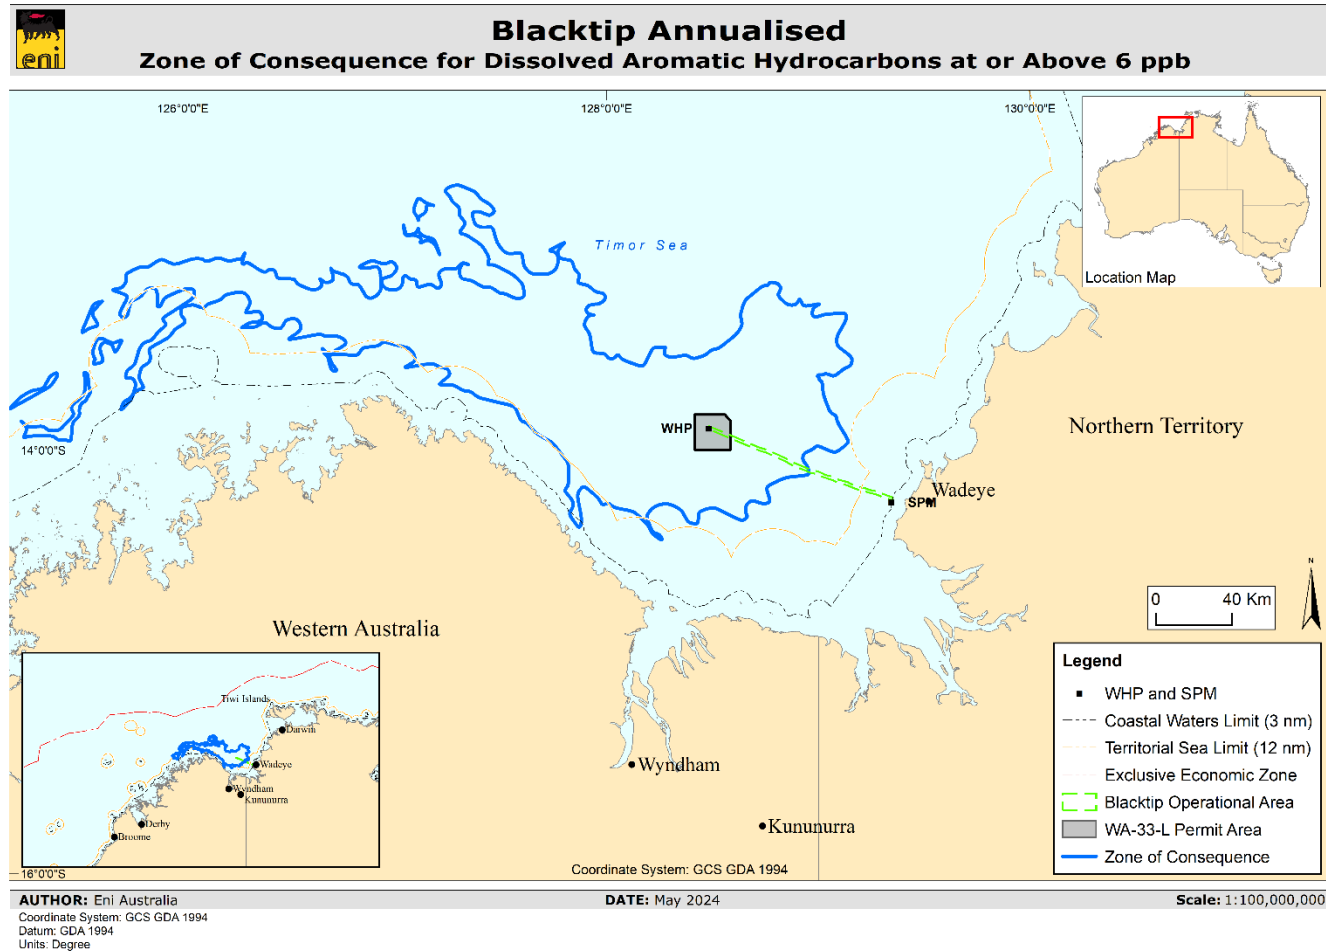 eni
Blacktip Annualised
Zone of Consequence for Dissolved Aromatic Hydrocarbons at or Above 6 ppb
126°0'0"E
128°0'0"E
130°0'0"E
Location Map
Timor Sea
WHP
14°0'0"S
Northern Territory
Wadeye
SPM
Western Australia
N
0 40 Km
Legend
WHP and SPM
Coastal Waters Limit (3 nm)
Territorial Sea Limit (12 nm)
Exclusive Economic Zone
Blacktip Operational Area
WA-33-L Permit Area
Zone of Consequence
Tiwi Islands
Darwin
Wadeye
Wyndham
Kununurra
Derby
Broome
Wyndham
Kununurra
16°0'0"S
Coordinate System: GCS GDA 1994
AUTHOR: Eni Australia
DATE: May 2024
Scale: 1:100,000,000
Coordinate System: GCS GDA 1994
Datum: GDA 1994
Units: Degree